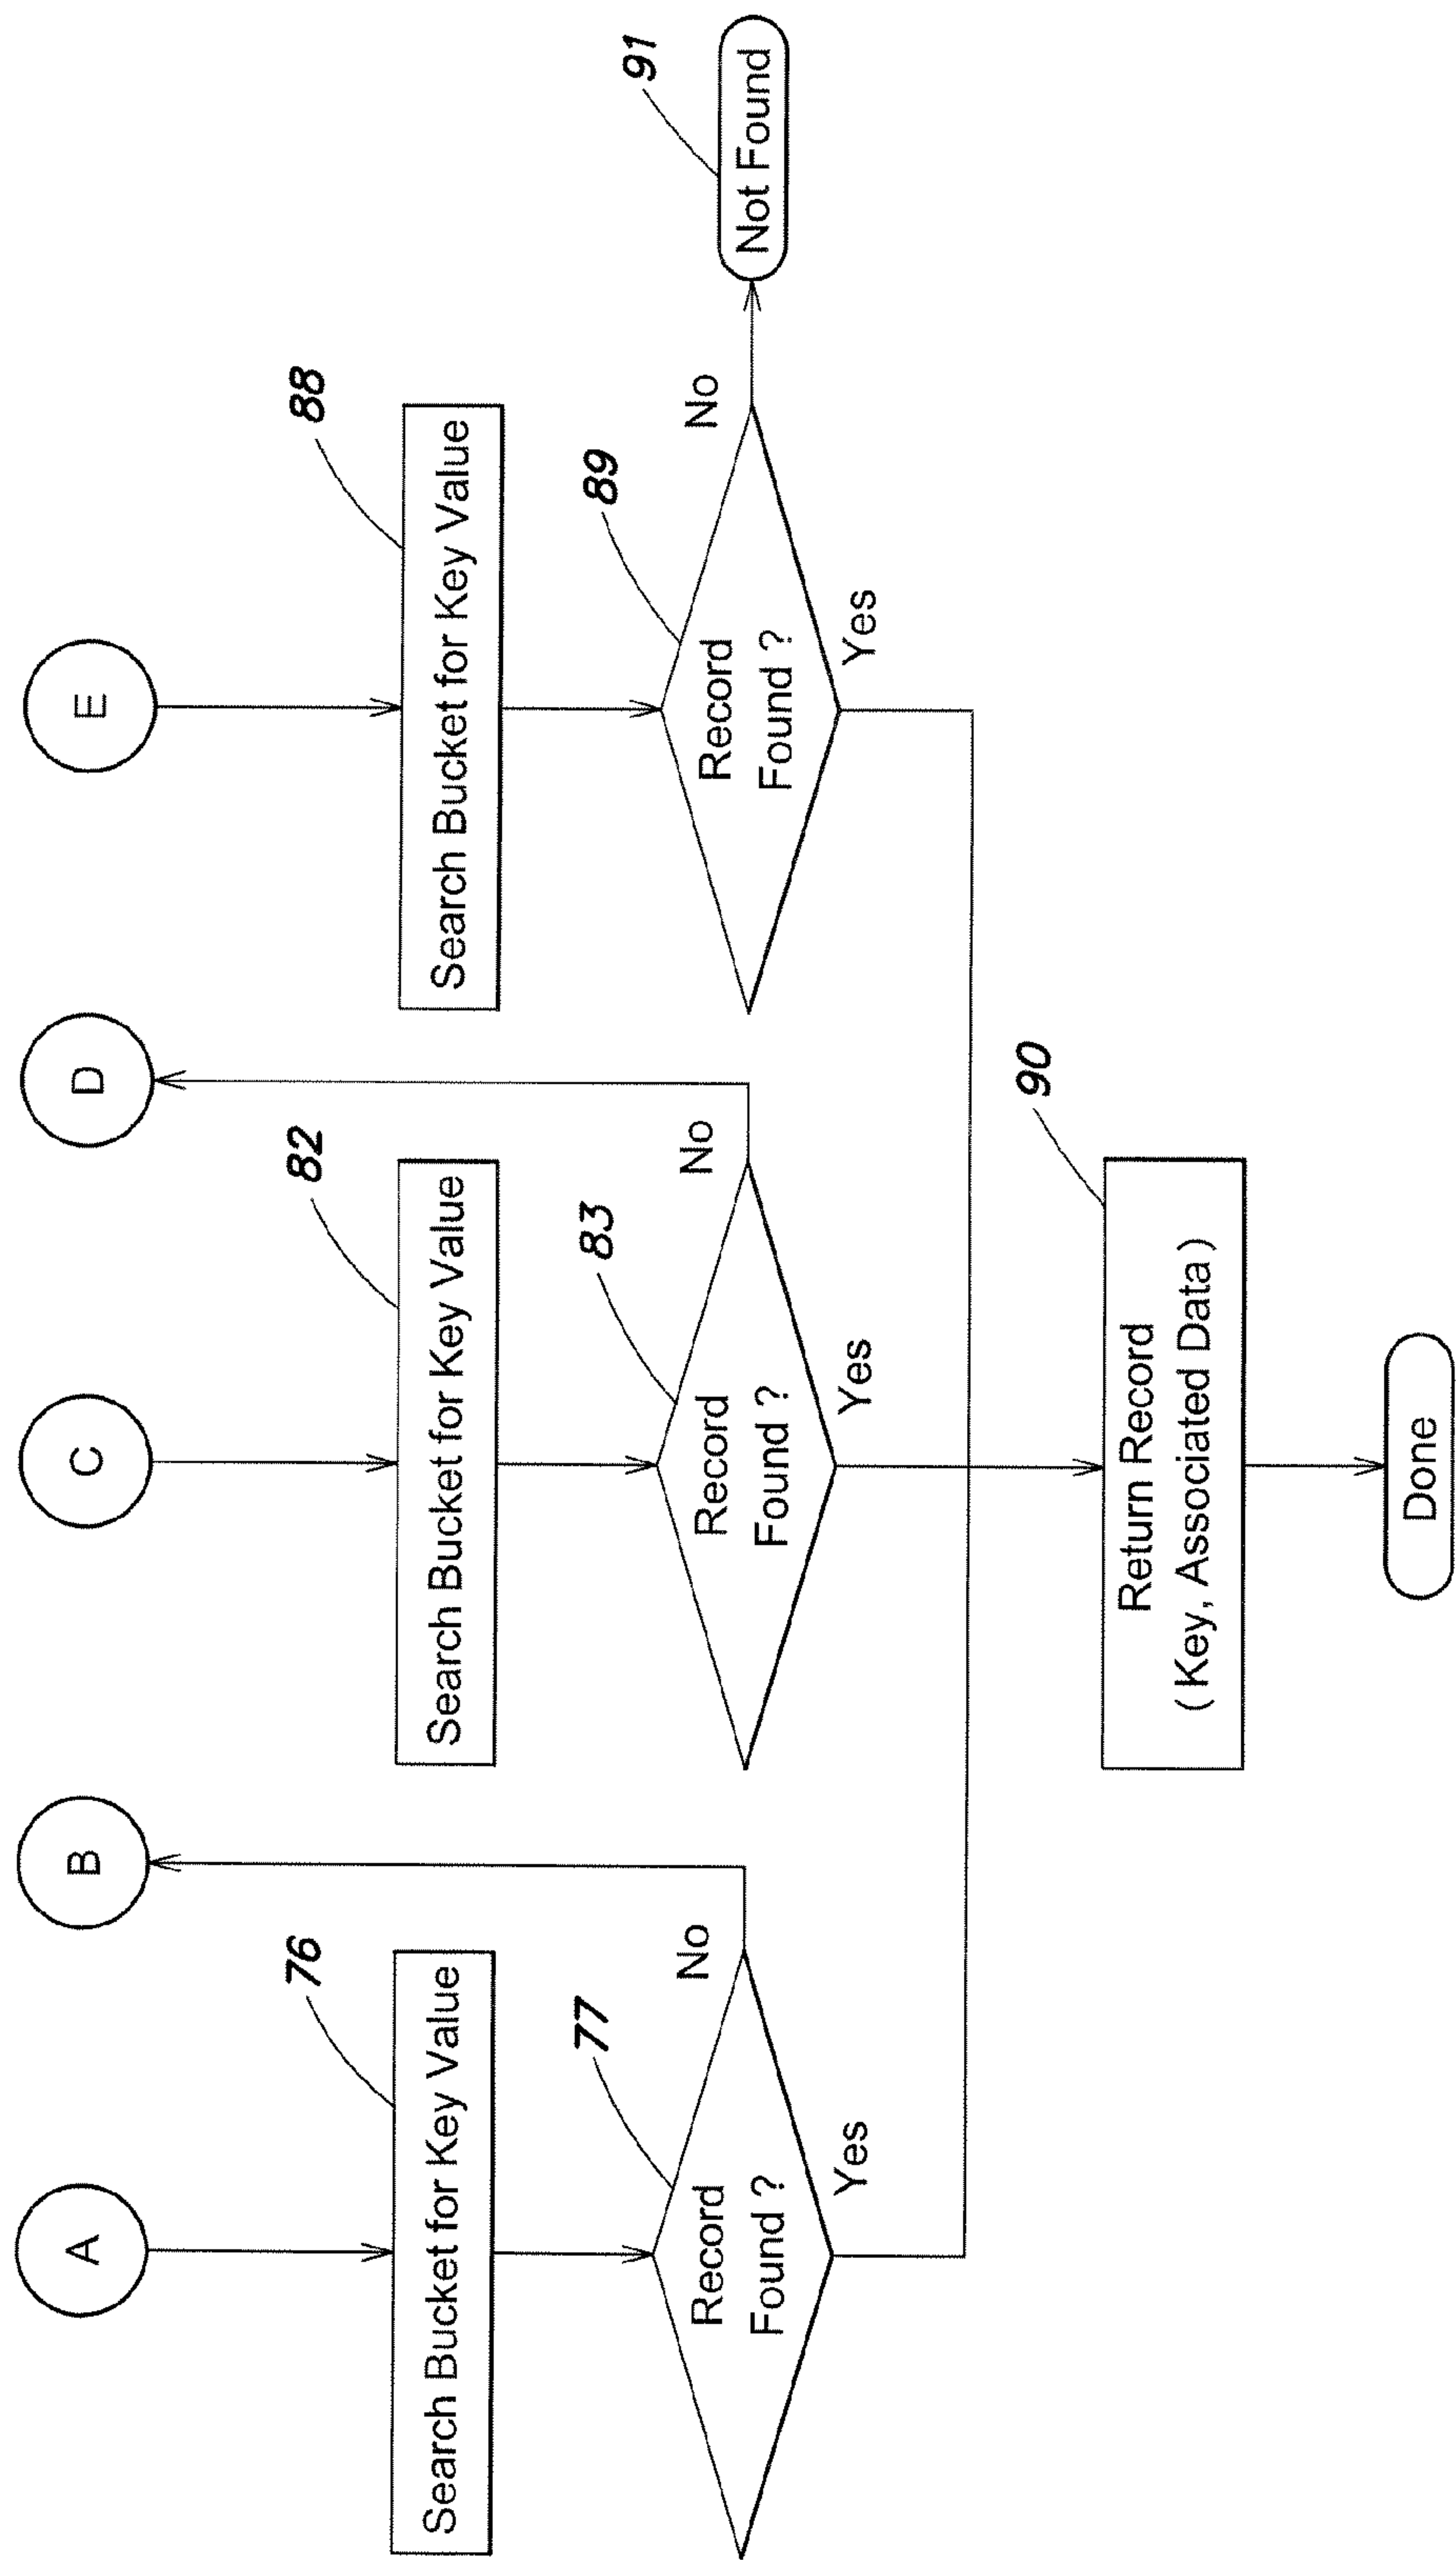 A
B
C
D
E
76
Search Bucket for Key Value
82
Search Bucket for Key Value
88
Search Bucket for Key Value
77
Record
Found ?
No
Yes
83
Record
Found ?
No
Yes
89
Record
Found ?
No
Yes
91
Not Found
90
Return Record
( Key, Associated Data )
Done